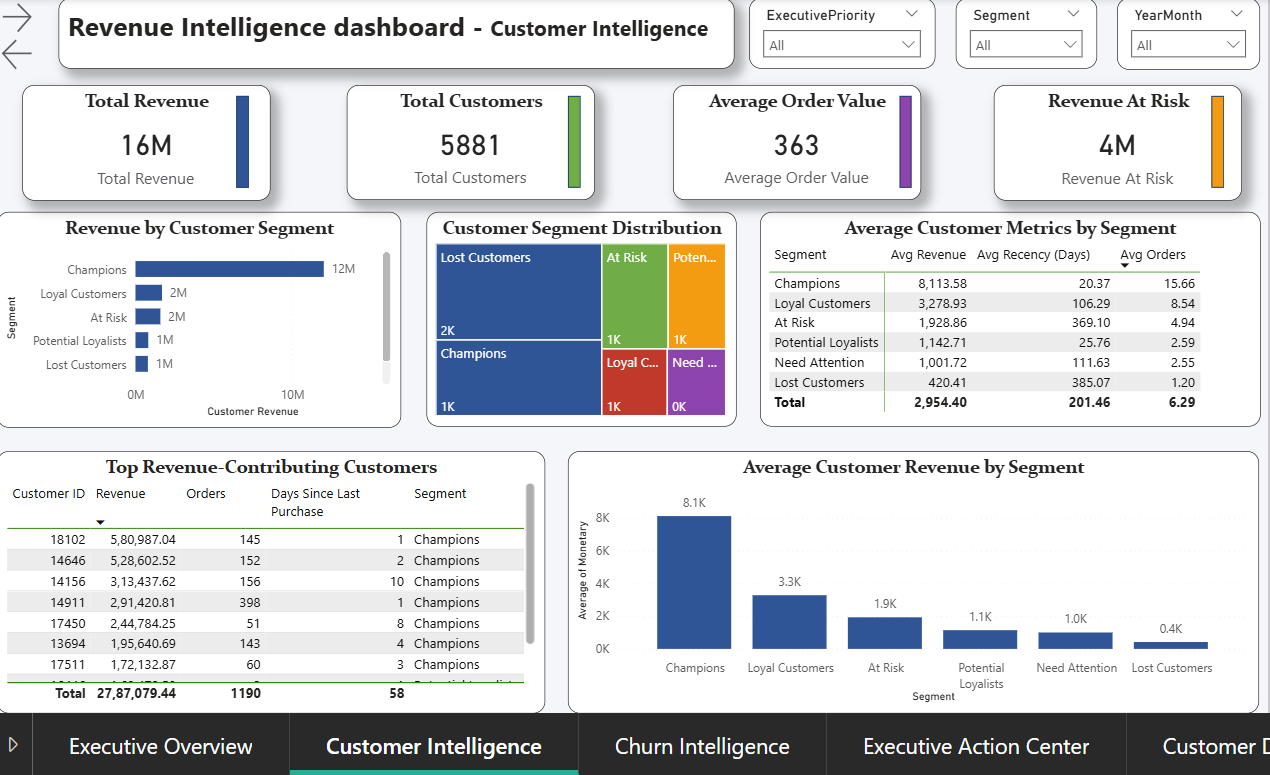 Revenue Intelligence dashboard - Customer Intelligence
ExecutivePriority
All
Segment
All
YearMonth
All
Total Revenue
16M
Total Revenue
Total Customers
5881
Total Customers
Average Order Value
363
Average Order Value
Revenue At Risk
4M
Revenue At Risk
Revenue by Customer Segment
Segment
Champions 12M
Loyal Customers 2M
At Risk 2M
Potential Loyalists 1M
Lost Customers 1M
0M 10M
Customer Revenue
Customer Segment Distribution
Lost Customers
2K
Champions
1K
At Risk
1K
Poten...
1K
Loyal C...
1K
Need ...
0K
Average Customer Metrics by Segment
Segment Avg Revenue Avg Recency (Days) Avg Orders
Champions 8,113.58 20.37 15.66
Loyal Customers 3,278.93 106.29 8.54
At Risk 1,928.86 369.10 4.94
Potential Loyalists 1,142.71 25.76 2.59
Need Attention 1,001.72 111.63 2.55
Lost Customers 420.41 385.07 1.20
Total 2,954.40 201.46 6.29
Top Revenue-Contributing Customers
Customer ID Revenue Orders Days Since Last Segment
Purchase
18102 5,80,987.04 145 1 Champions
14646 5,28,602.52 152 2 Champions
14156 3,13,437.62 156 10 Champions
14911 2,91,420.81 398 1 Champions
17450 2,44,784.25 51 8 Champions
13694 1,95,640.69 143 4 Champions
17511 1,72,132.87 60 3 Champions
Total 27,87,079.44 1190 58
Average Customer Revenue by Segment
Average of Monetary
8K
6K
4K
2K
0K
8.1K
3.3K
1.9K
1.1K
1.0K
0.4K
Champions Loyal Customers At Risk Potential Need Attention Lost Customers
Loyalists
Segment
Executive Overview Customer Intelligence Churn Intelligence Executive Action Center Customer